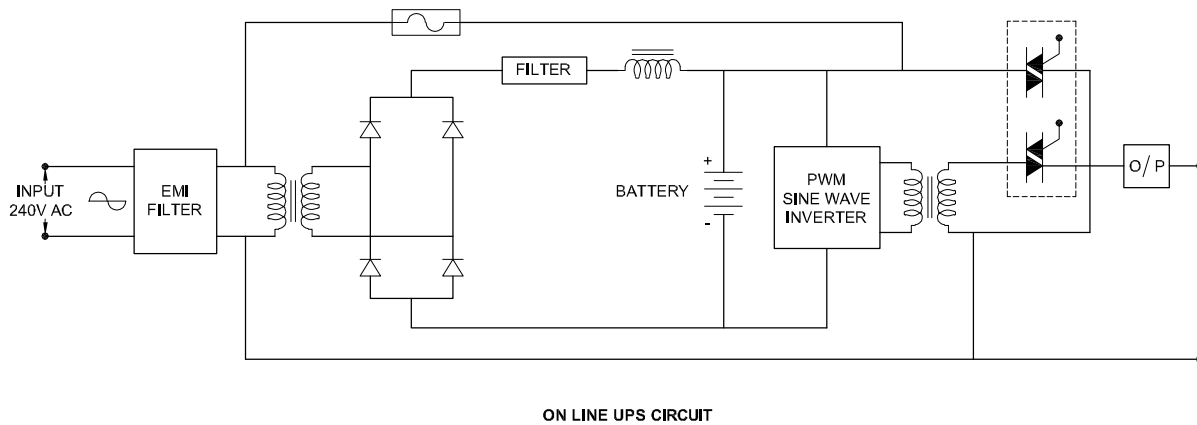 FILTER
INPUT
240V AC
EMI
FILTER
BATTERY
+
-
PWM
SINE WAVE
INVERTER
O/P
ON LINE UPS CIRCUIT